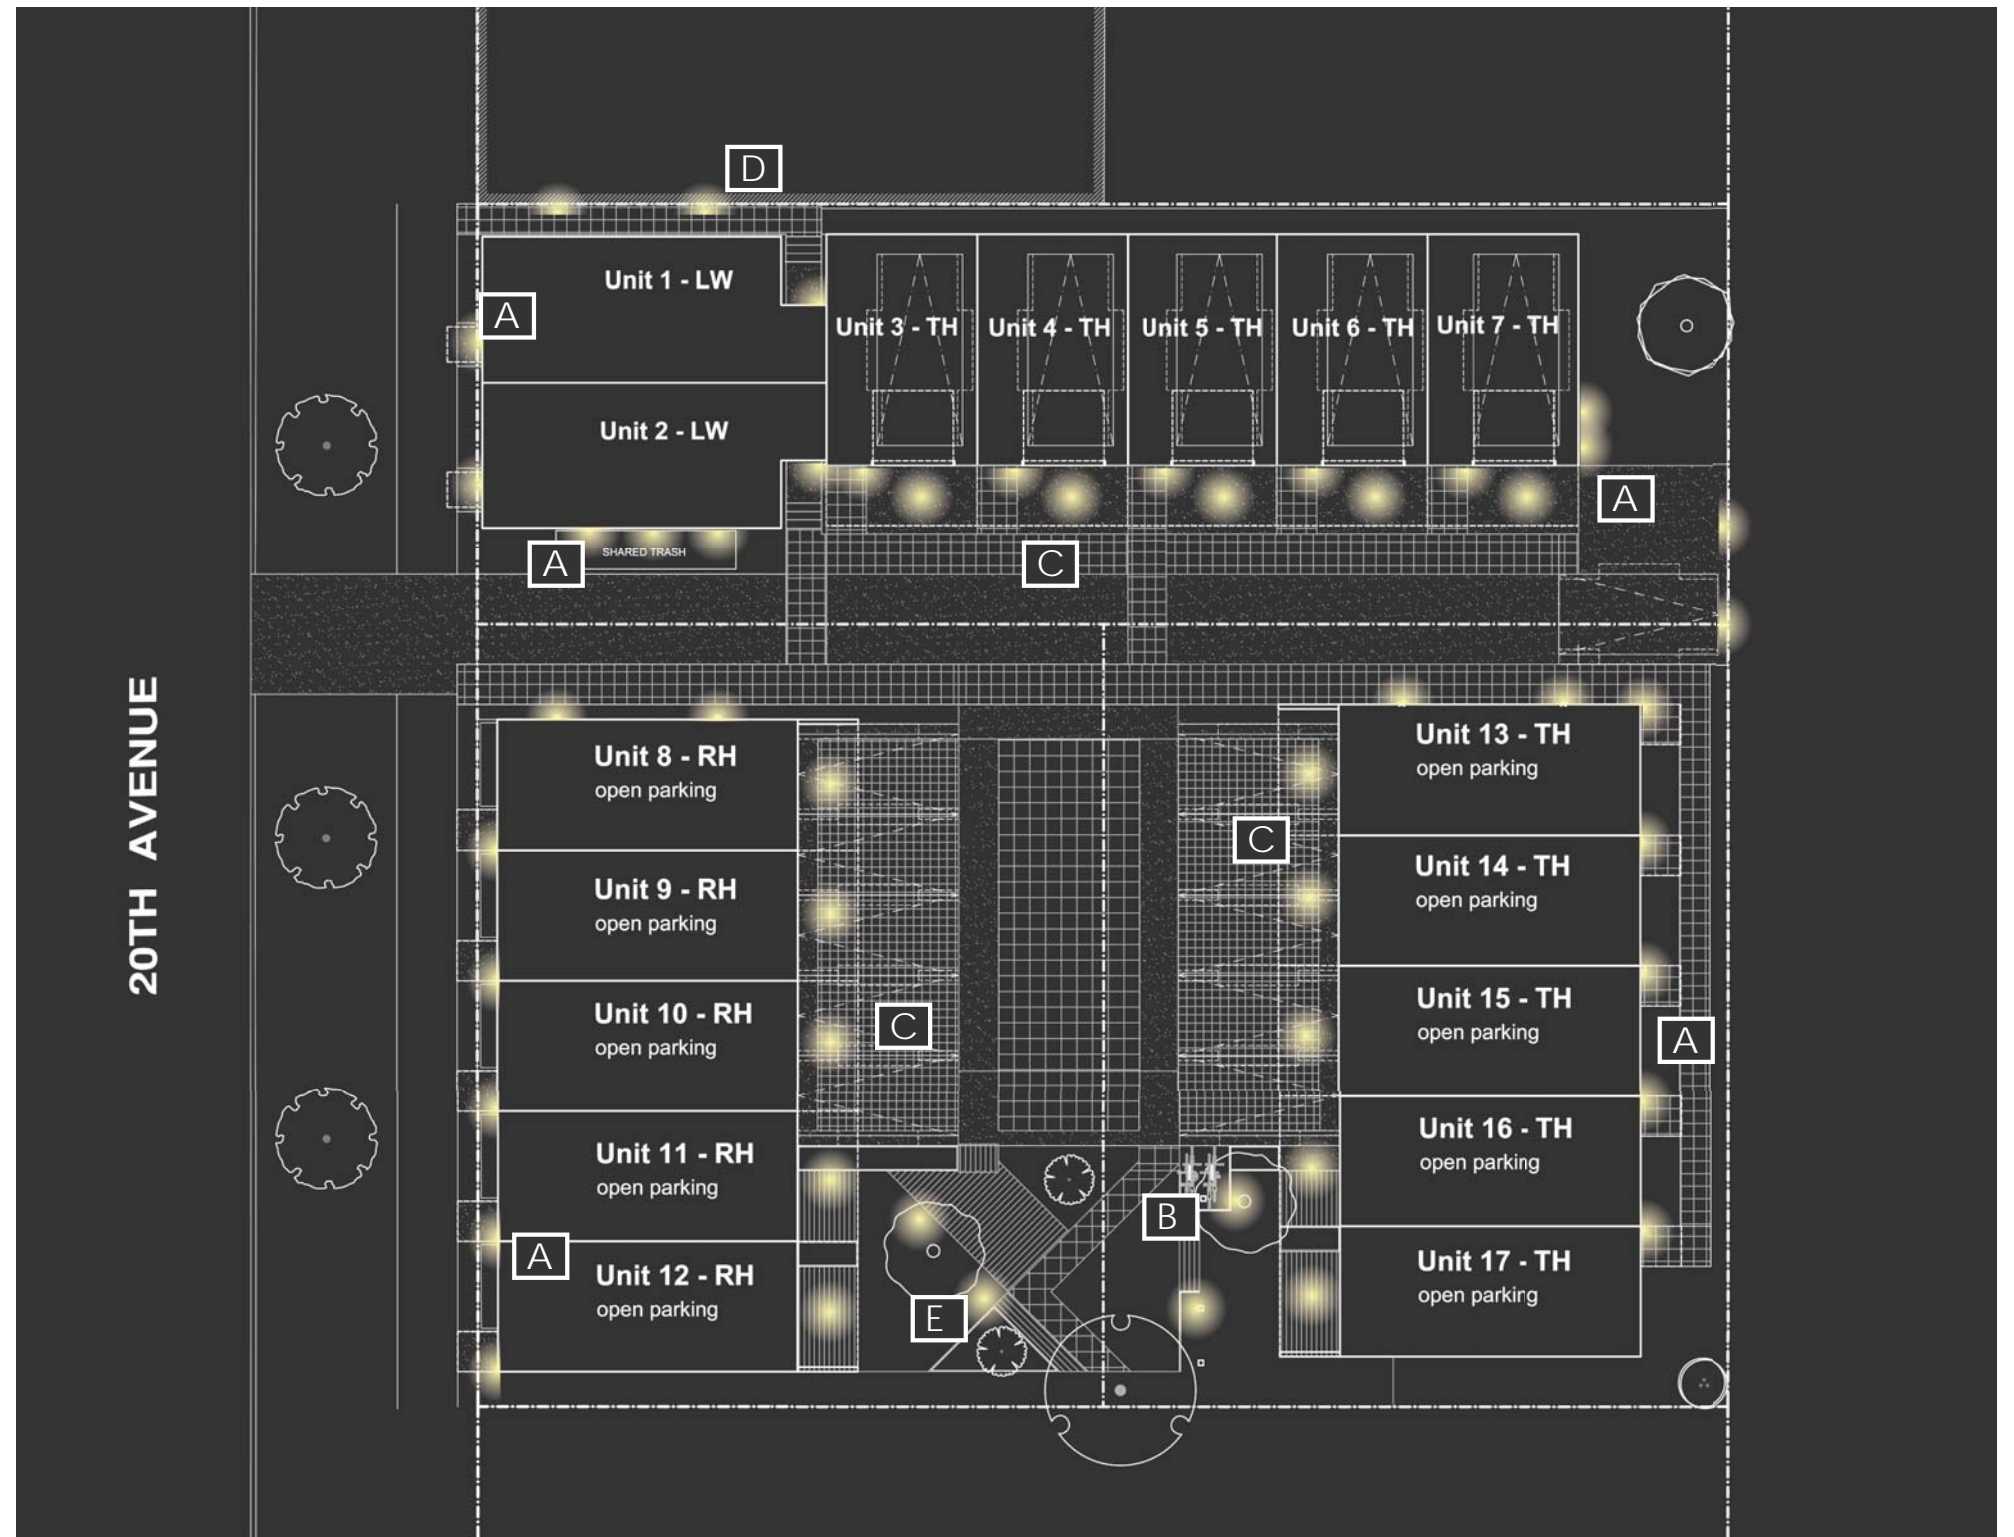 D
Unit 1 - LW
A
Unit 3 - TH
Unit 4 - TH
Unit 5 - TH
Unit 6 - TH
Unit 7 - TH
Unit 2 - LW
A
SHARED TRASH
A
C
20TH AVENUE
Unit 8 - RH
open parking
Unit 13 - TH
open parking
C
Unit 9 - RH
open parking
Unit 14 - TH
open parking
Unit 10 - RH
open parking
C
Unit 15 - TH
open parking
A
Unit 11 - RH
open parking
Unit 16 - TH
open parking
B
A
Unit 12 - RH
open parking
E
Unit 17 - TH
open parking